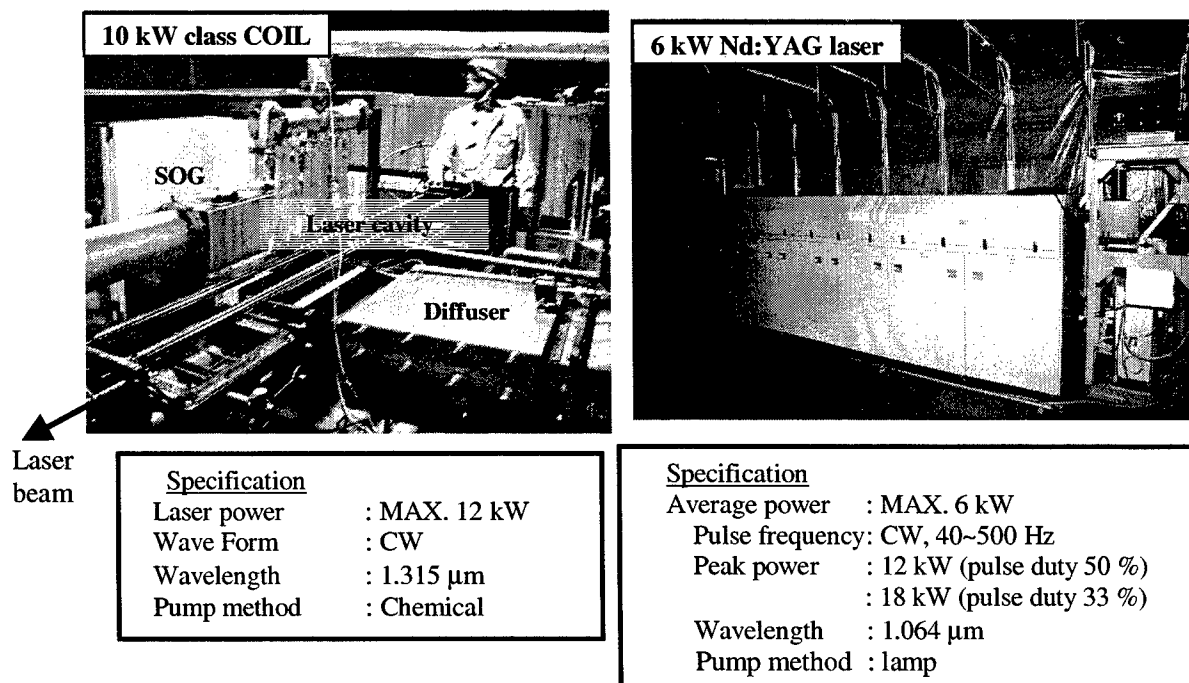 10 kW class COIL
SOG
Laser cavity
Diffuser
Laser
beam
Specification
Laser power : MAX. 12 kW
Wave Form : CW
Wavelength : 1.315 μm
Pump method : Chemical
6 kW Nd:YAG laser
Specification
Average power : MAX. 6 kW
Pulse frequency: CW, 40~500 Hz
Peak power : 12 kW (pulse duty 50 %)
: 18 kW (pulse duty 33 %)
Wavelength : 1.064 μm
Pump method : lamp